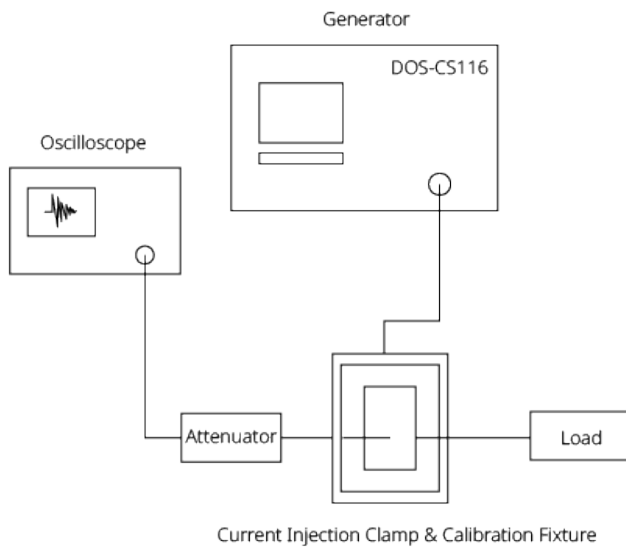 Generator
DOS-CS116
Oscilloscope
Attenuator
Load
Current Injection Clamp & Calibration Fixture